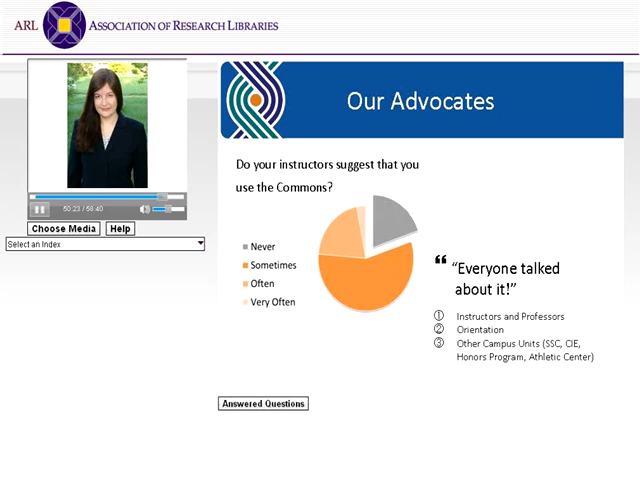 ARL ASSOCIATION OF RESEARCH LIBRARIES
Our Advocates
50.23 / 58.40
Choose Media Help
Select an Index
Do your instructors suggest that you
use the Commons?
Never
Sometimes
Often
Very Often
“ “Everyone talked
about it!”
① Instructors and Professors
② Orientation
③ Other Campus Units (SSC, CIE,
Honors Program, Athletic Center)
Answered Questions